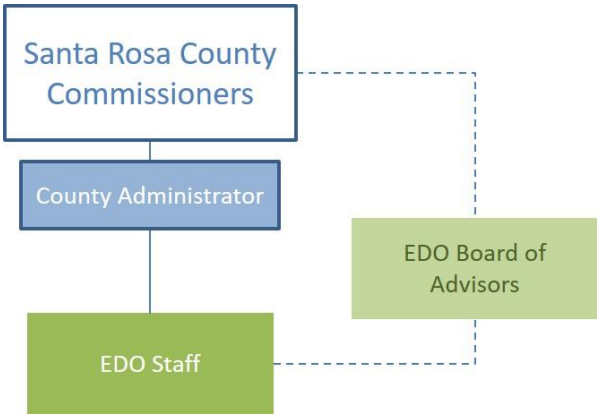 Santa Rosa County
Commissioners
County Administrator
EDO Board of
Advisors
EDO Staff